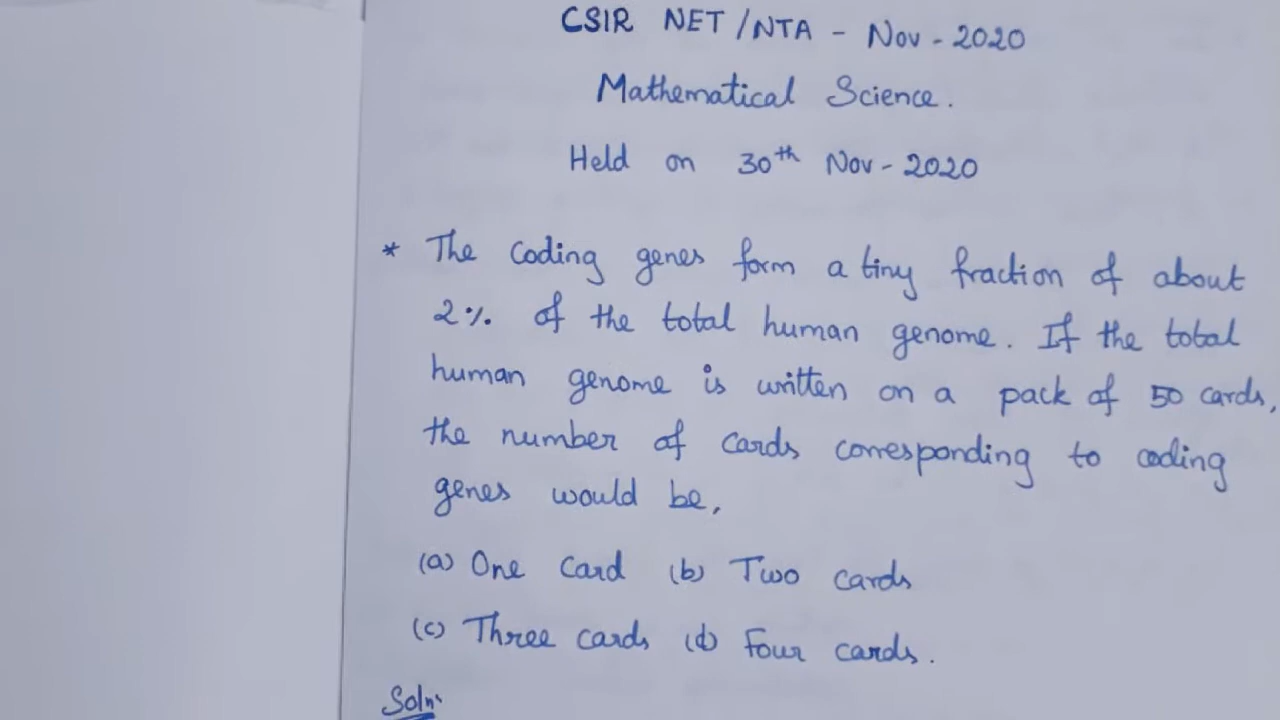 CSIR NET/NTA - Nov-2020
Mathematical Science.
Held on 30th Nov-2020
* The Coding genes form a tiny fraction of about
2%. of the total human genome. If the total
human genome is written on a pack of 50 cards,
the number of cards corresponding to coding
genes would be,
(a) One Card (b) Two cards
(c) Three cards (d) Four cards.
Soln.